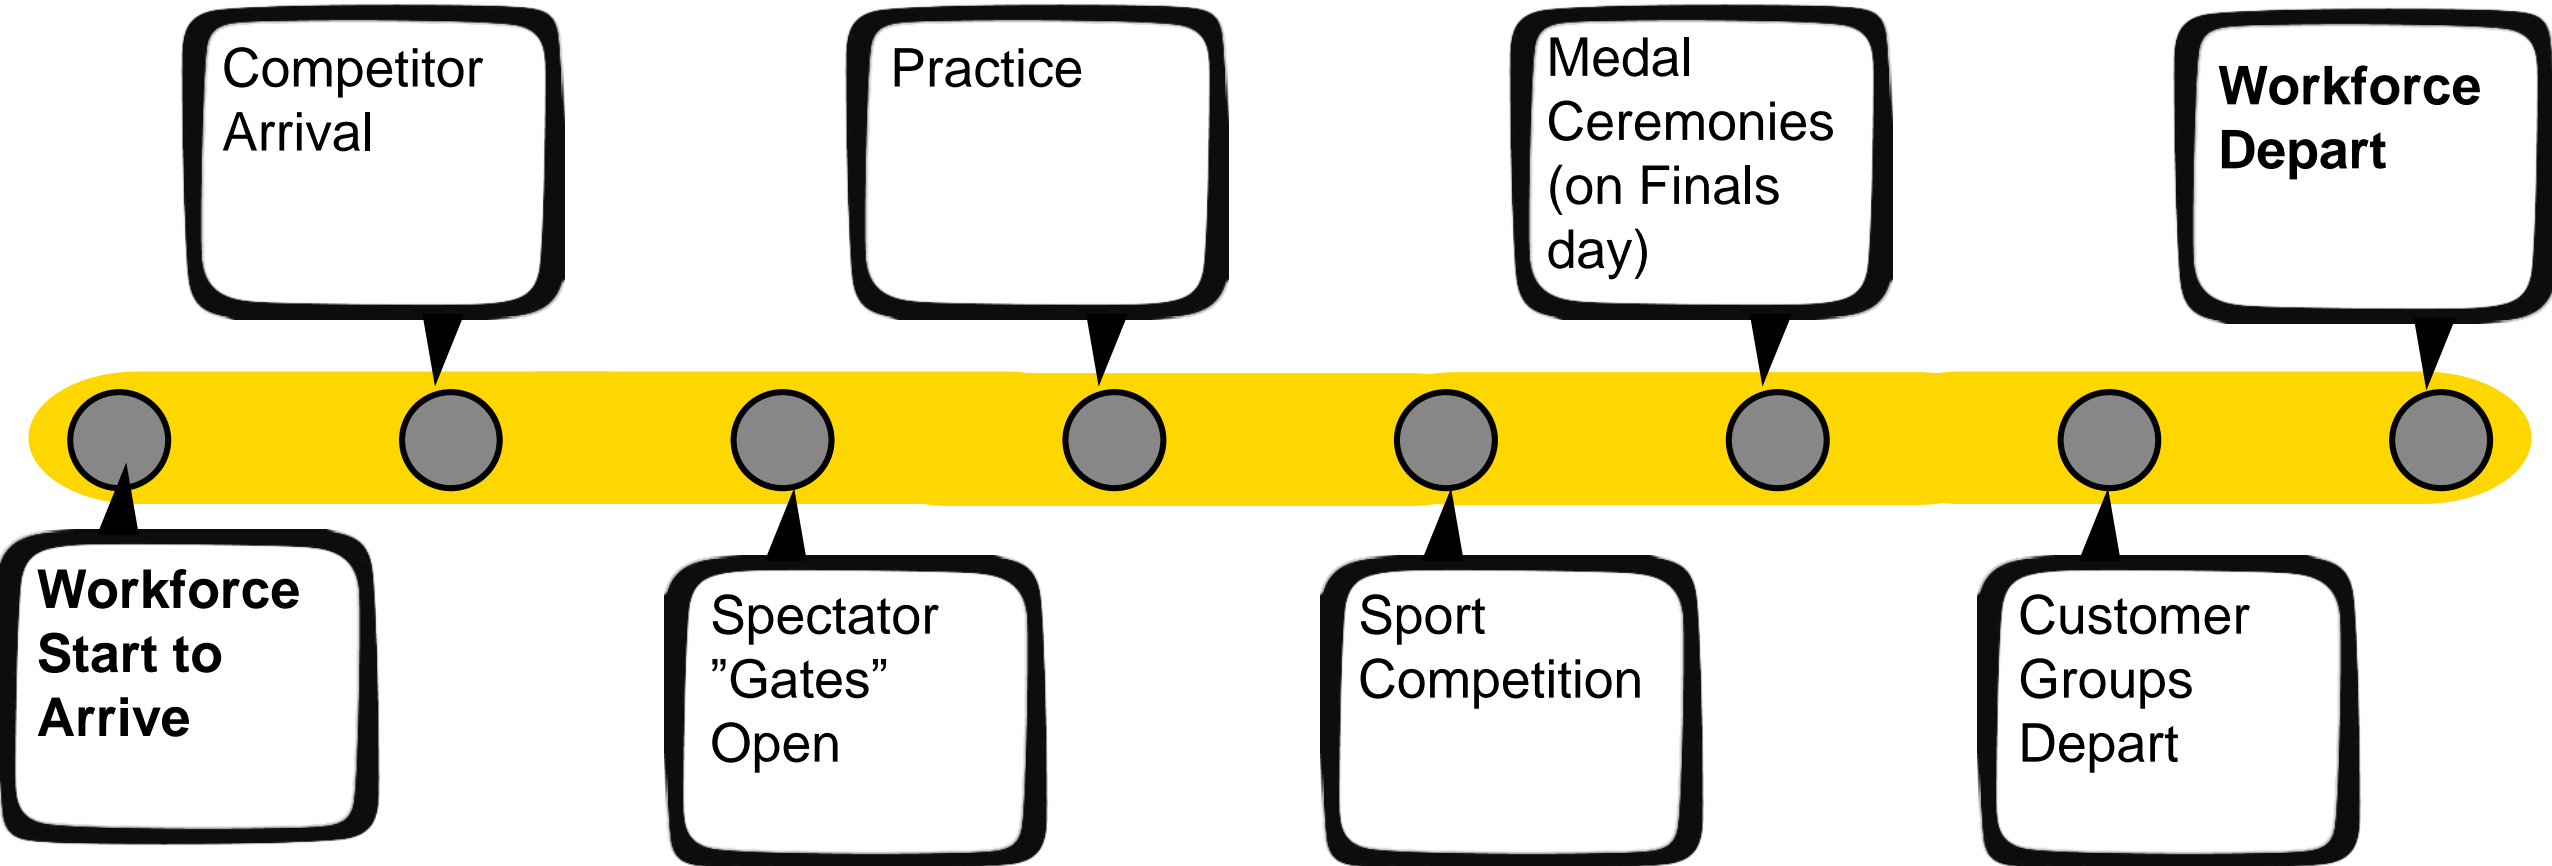 Workforce
Start to
Arrive
Competitor
Arrival
Spectator
”Gates”
Open
Practice
Sport
Competition
Medal
Ceremonies
(on Finals
day)
Customer
Groups
Depart
Workforce
Depart